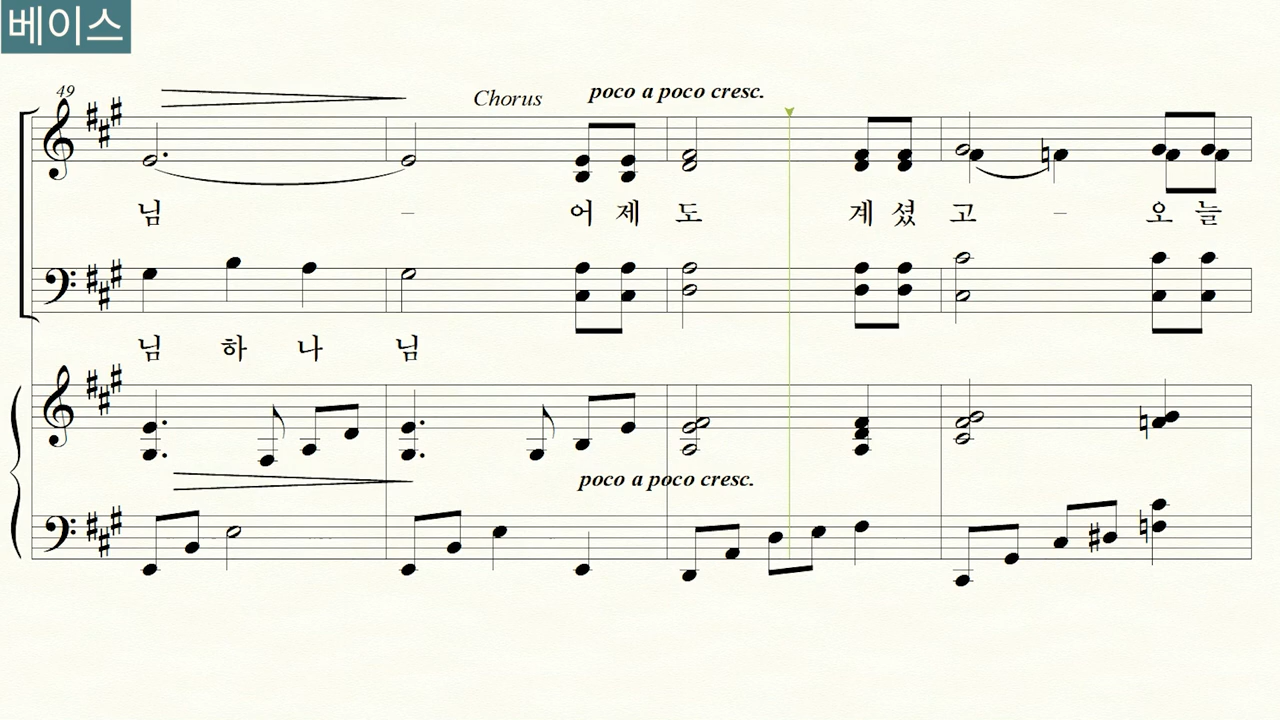 베이스
49
Chorus poco a poco cresc.
님 - 어 제 도 계 셨 고 - 오 늘
님 하 나 님
poco a poco cresc.